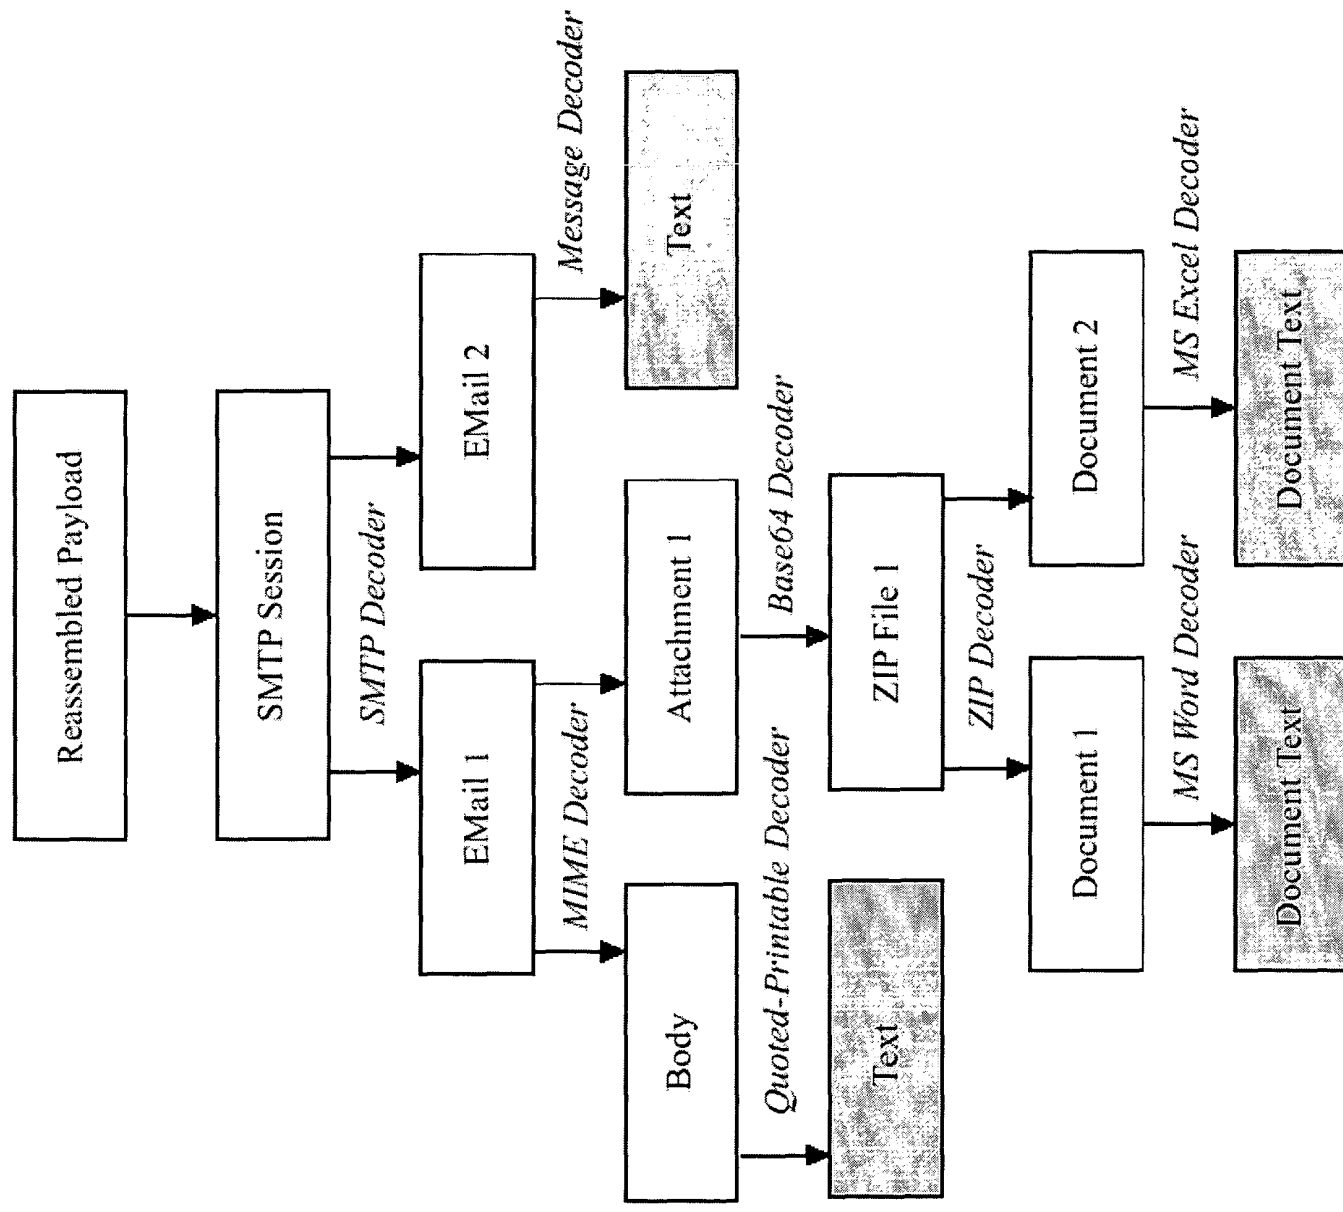 Reassembled Payload
SMTP Session
SMTP Decoder
EMail 1
EMail 2
MIME Decoder
Message Decoder
Body
Attachment 1
Text
Quoted-Printable Decoder
Base64 Decoder
Text
ZIP File 1
ZIP Decoder
Document 1
Document 2
MS Word Decoder
MS Excel Decoder
Document Text
Document Text